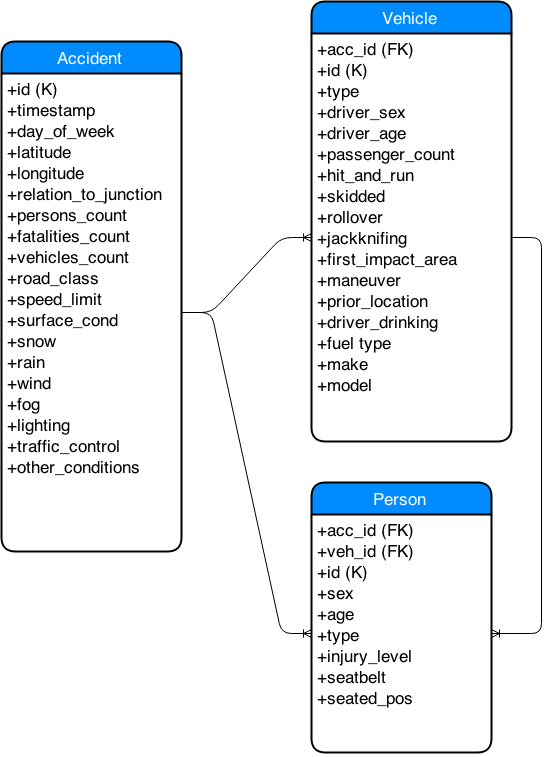 Accident
+id (K)
+timestamp
+day_of_week
+latitude
+longitude
+relation_to_junction
+persons_count
+fatalities_count
+vehicles_count
+road_class
+speed_limit
+surface_cond
+snow
+rain
+wind
+fog
+lighting
+traffic_control
+other_conditions
Vehicle
+acc_id (FK)
+id (K)
+type
+driver_sex
+driver_age
+passenger_count
+hit_and_run
+skidded
+rollover
+jackknifing
+first_impact_area
+maneuver
+prior_location
+driver_drinking
+fuel type
+make
+model
Person
+acc_id (FK)
+veh_id (FK)
+id (K)
+sex
+age
+type
+injury_level
+seatbelt
+seated_pos